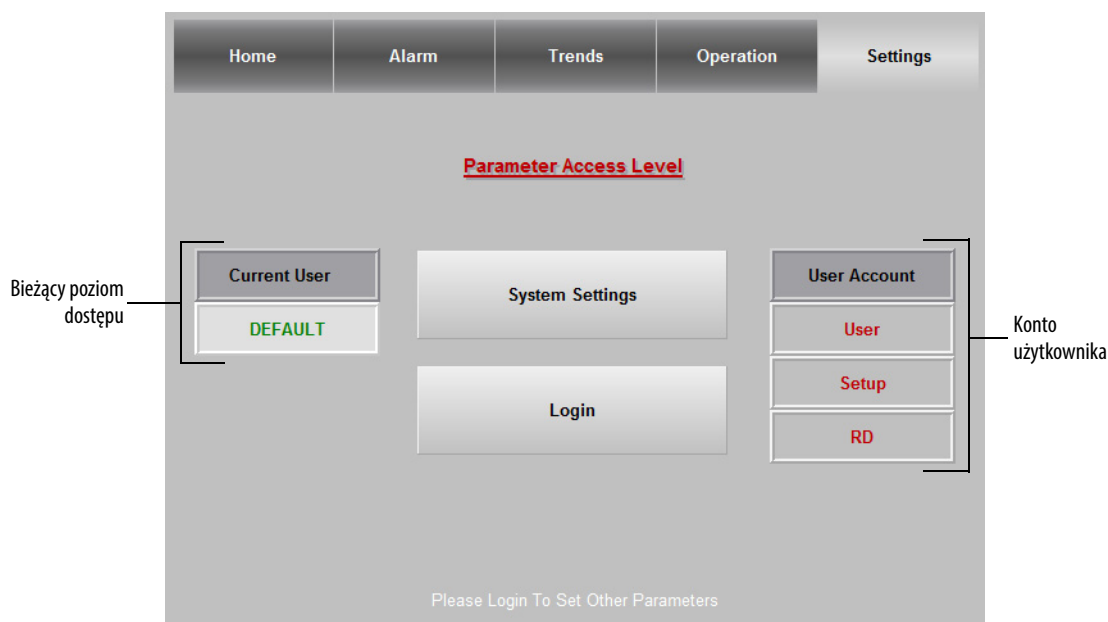 Home
Alarm
Trends
Operation
Settings
Parameter Access Level
Bieżący poziom
dostępu
Current User
DEFAULT
System Settings
Login
User Account
User
Setup
RD
Konto
użytkownika
Please Login To Set Other Parameters